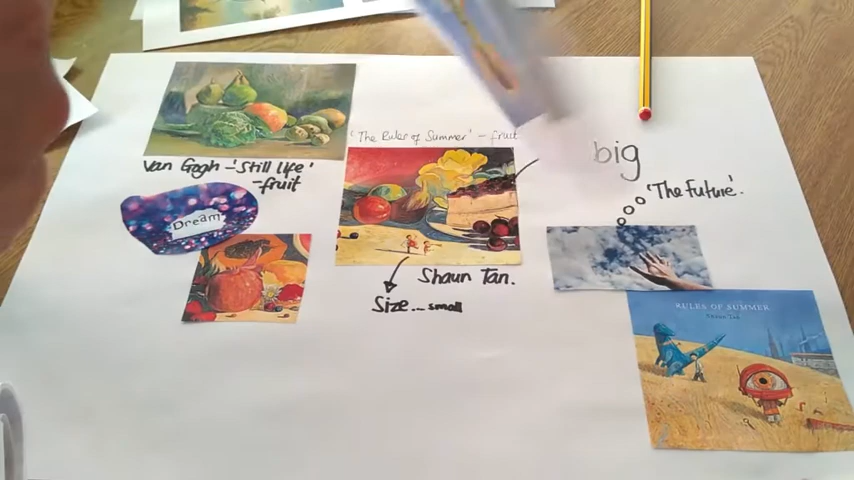 'The Rules of Summer' - fruit
big
Van Gogh - 'Still life'
- fruit
'The Future'.
Dream
Shaun Tan.
Size... small
RULES OF SUMMER
SHAUN TAN